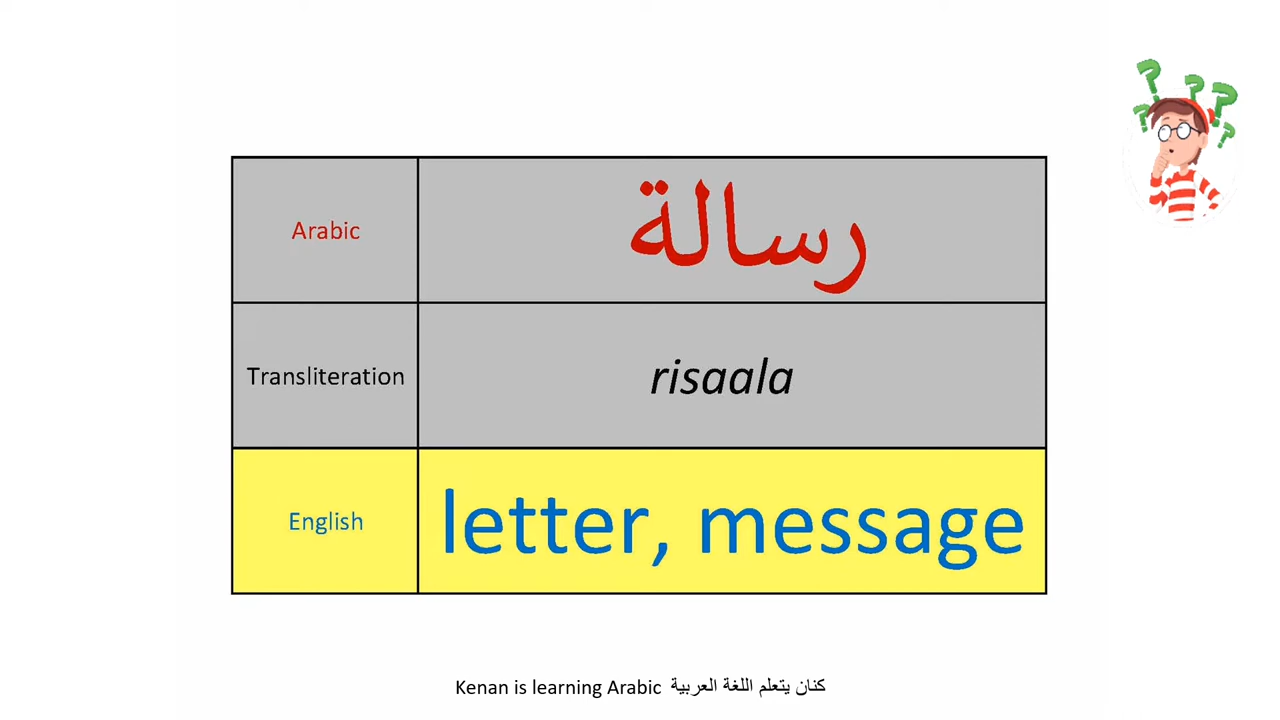 Arabic رسالة
Transliteration risaala
English letter, message
Kenan is learning Arabic كنان يتعلم اللغة العربية